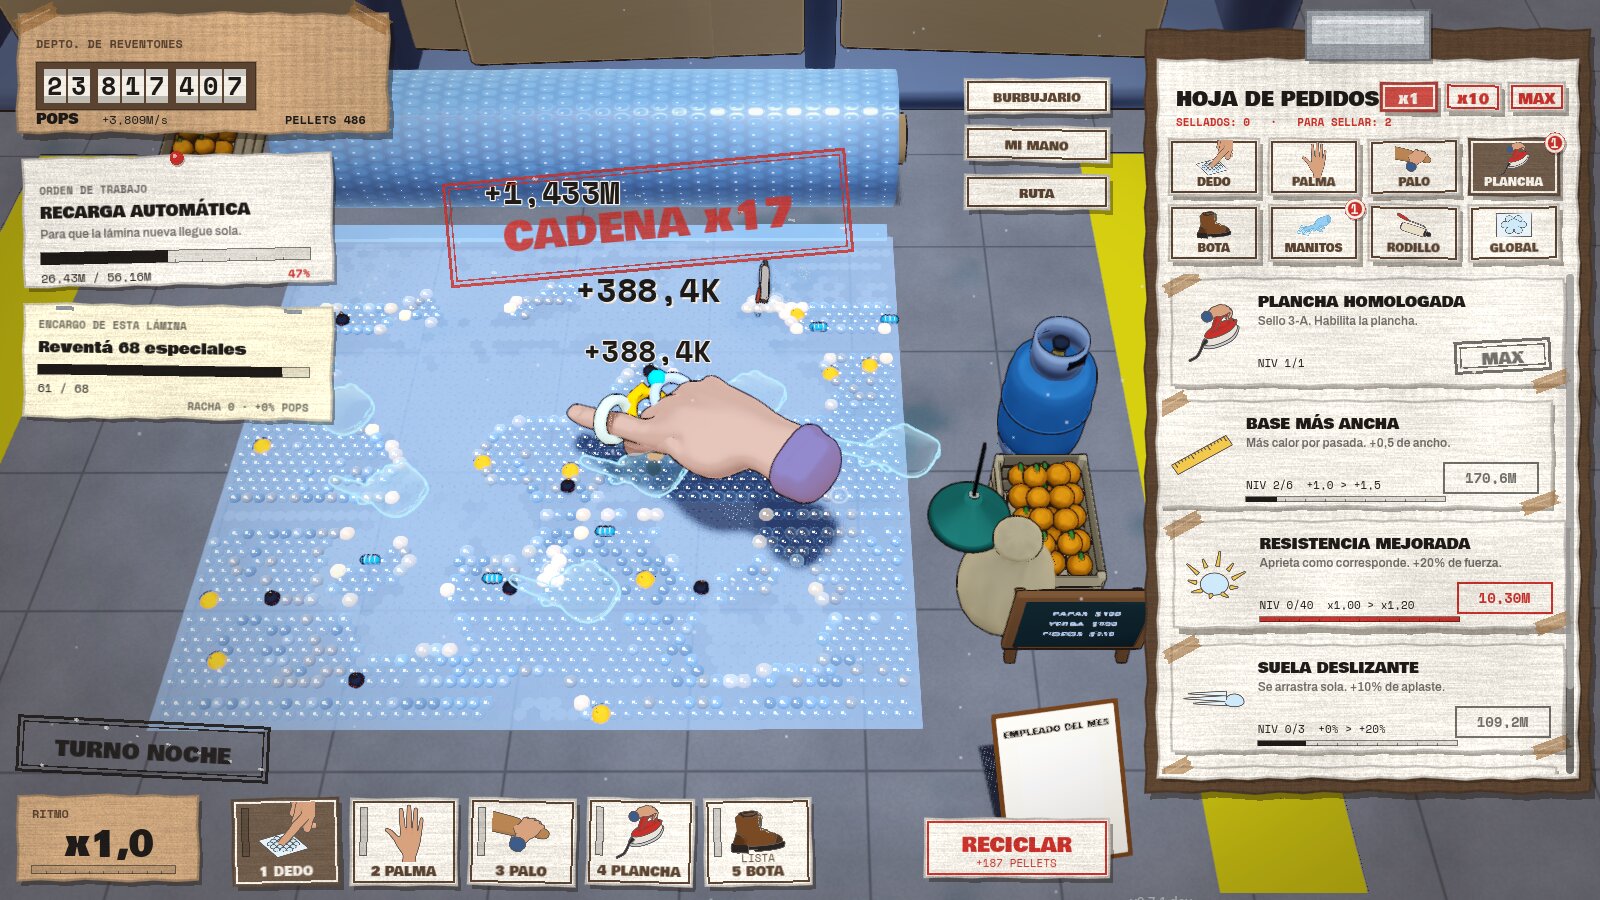 DEPTO. DE REVENTONES
23 817 407
POPS +3,809M/s PELLETS 486
ORDEN DE TRABAJO
RECARGA AUTOMÁTICA
Para que la lámina nueva llegue sola.
26,43M / 56,16M 47%
ENCARGO DE ESTA LÁMINA
Reventá 68 especiales
61 / 68
RACHA 0 · +0% POPS
+1,433M
CADENA x17
+388,4K
+388,4K
BURBUJARIO
MI MANO
RUTA
HOJA DE PEDIDOS x1 x10 MAX
SELLADOS: 0 · PARA SELLAR: 2
DEDO
PALMA
PALO
PLANCHA
1
BOTA
MANITOS
1
RODILLO
GLOBAL
PLANCHA HOMOLOGADA
Sello 3-A. Habilita la plancha.
NIV 1/1
MAX
BASE MÁS ANCHA
Más calor por pasada. +0,5 de ancho.
NIV 2/6 +1,0 > +1,5
170,6M
RESISTENCIA MEJORADA
Aprieta como corresponde. +20% de fuerza.
NIV 0/40 x1,00 > x1,20
10,30M
SUELA DESLIZANTE
Se arrastra sola. +10% de aplaste.
NIV 0/3 +0% > +20%
109,2M
EMPLEADO DEL MES
TURNO NOCHE
RITMO
x1,0
1 DEDO
2 PALMA
3 PALO
4 PLANCHA
LISTA
5 BOTA
RECICLAR
+187 PELLETS